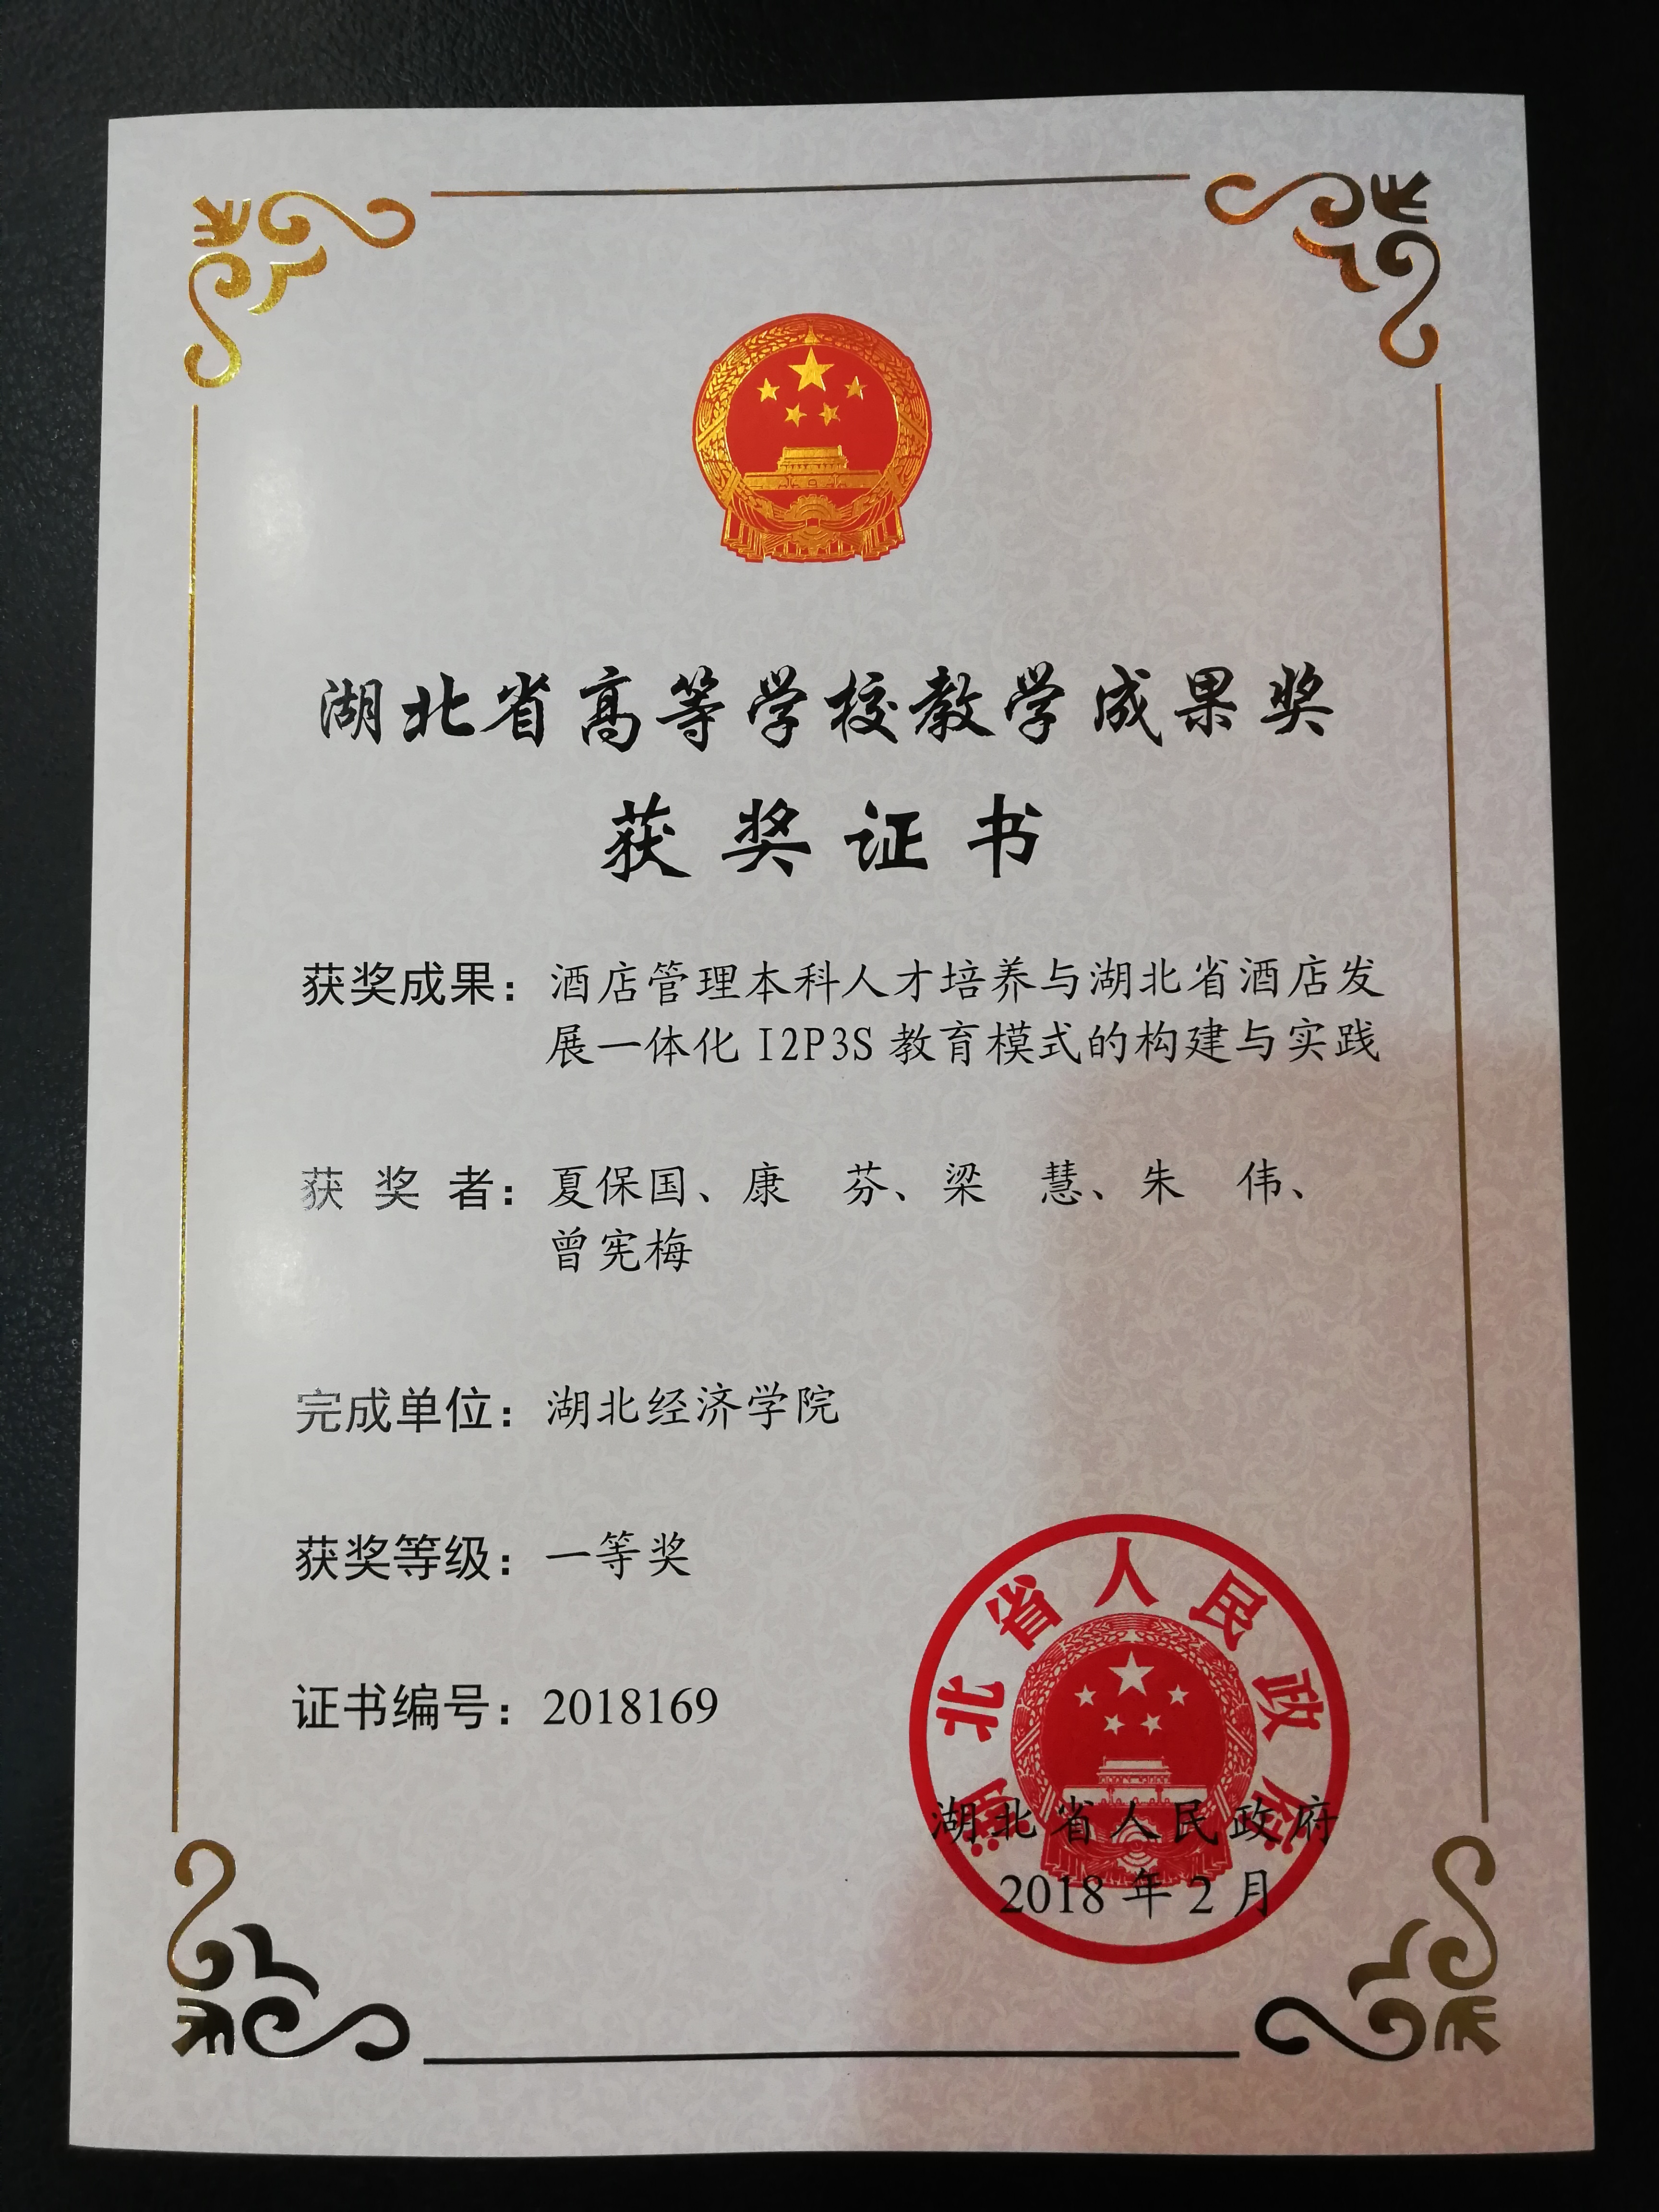 湖北省高等学校教学成果奖
获奖证书
获奖成果：酒店管理本科人才培养与湖北省酒店发
展一体化 I2P3S 教育模式的构建与实践
获 奖 者：夏保国、康　芬、梁　慧、朱　伟、
曾宪梅
完成单位：湖北经济学院
获奖等级：一等奖
证书编号：2018169
湖北省人民政府
湖北省人民政府
2018 年 2 月